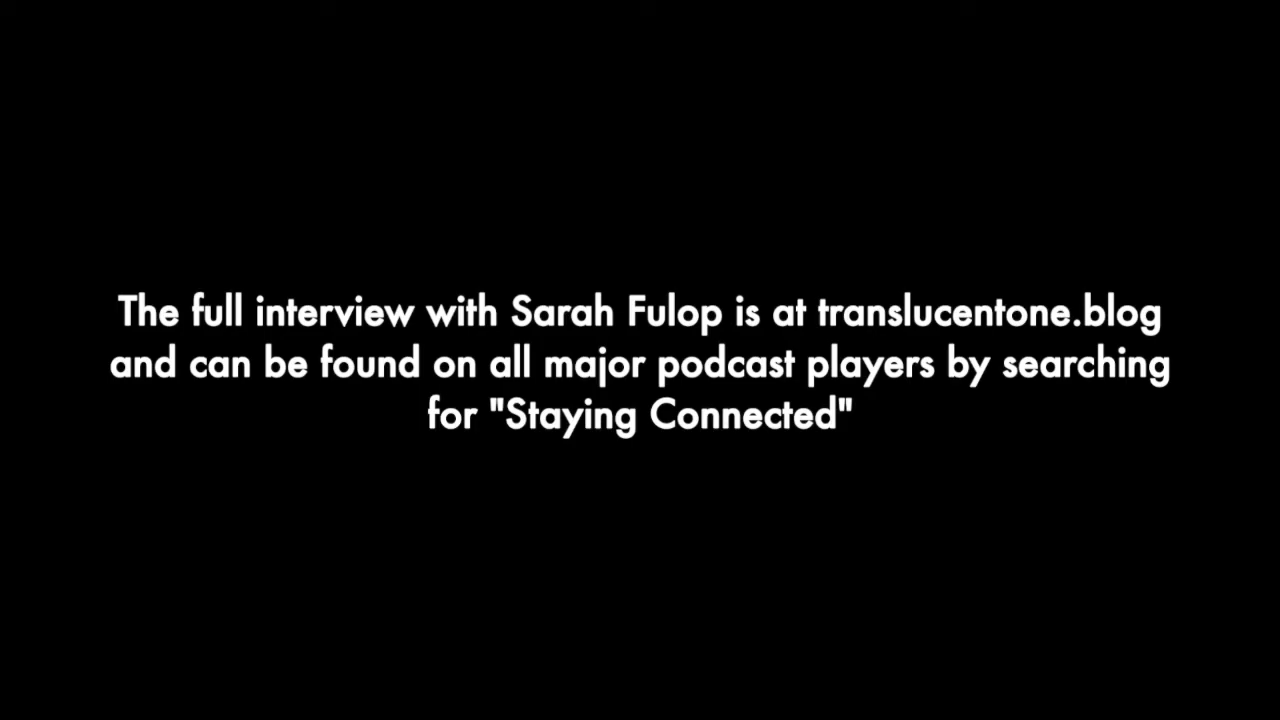 The full interview with Sarah Fulop is at translucentone.blog
and can be found on all major podcast players by searching
for "Staying Connected"